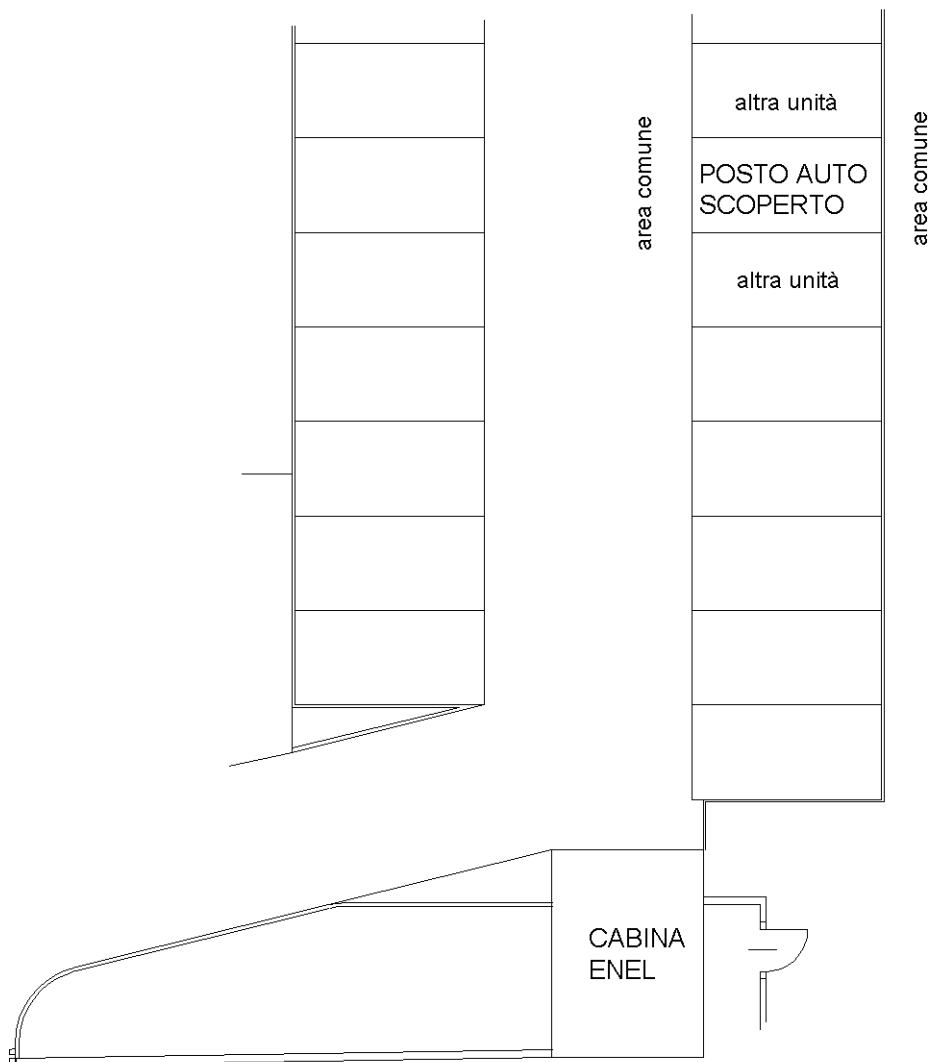 altra unità
area comune
area comune
POSTO AUTO
SCOPERTO
altra unità
CABINA
ENEL